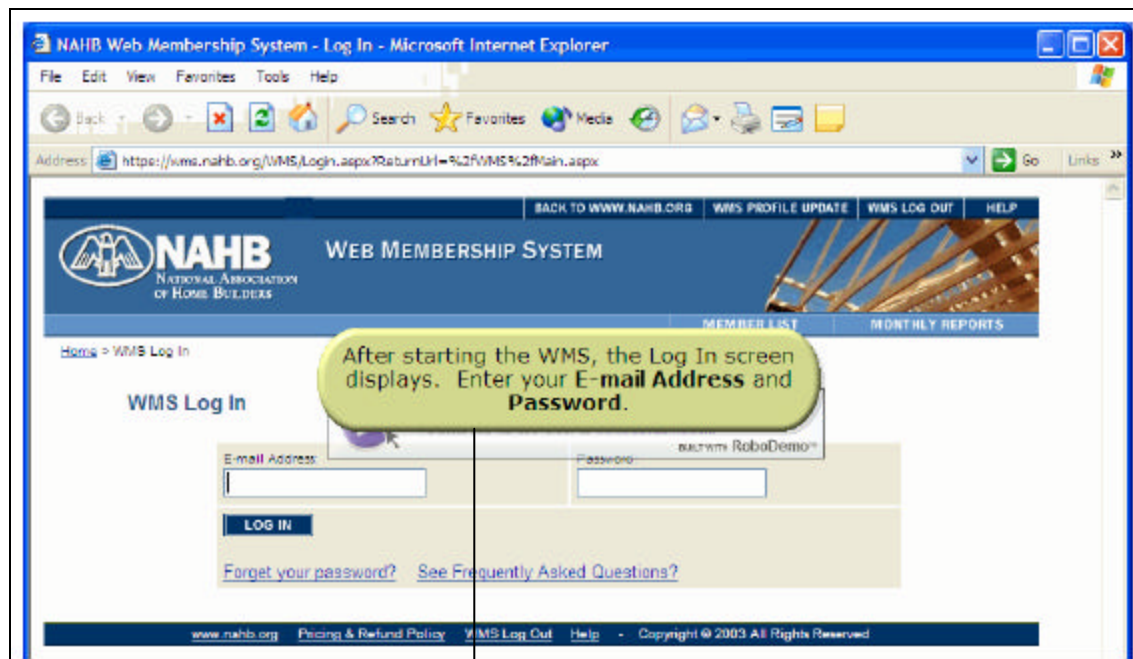 NAHB Web Membership System - Log In - Microsoft Internet Explorer
File Edit View Favorites Tools Help
Back Search Favorites Media
Address https://wms.nahb.org/WMS/Login.aspx?ReturnUrl=%2fWMS%2fMain.aspx Go Links »
BACK TO WWW.NAHB.ORG WMS PROFILE UPDATE WMS LOG OUT HELP
NAHB
NATIONAL ASSOCIATION
OF HOME BUILDERS
WEB MEMBERSHIP SYSTEM
MEMBER LIST MONTHLY REPORTS
Home > WMS Log In
After starting the WMS, the Log In screen
displays. Enter your E-mail Address and
Password.
WMS Log In
BUILT WITH RoboDemo™
E-mail Address: Password
LOG IN
Forget your password? See Frequently Asked Questions?
www.nahb.org Pricing & Refund Policy WMS Log Out Help - Copyright © 2003 All Rights Reserved